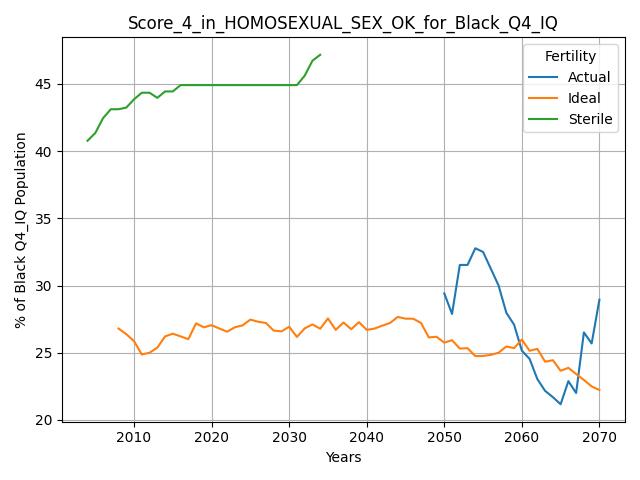 Score_4_in_HOMOSEXUAL_SEX_OK_for_Black_Q4_IQ
Fertility
Actual
Ideal
Sterile
% of Black Q4_IQ Population
45
40
35
30
25
20
2010 2020 2030 2040 2050 2060 2070
Years